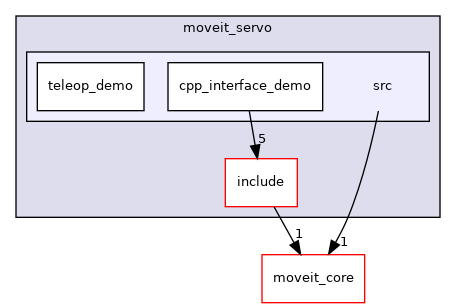 moveit_servo
teleop_demo
cpp_interface_demo
src
5
include
1
1
moveit_core